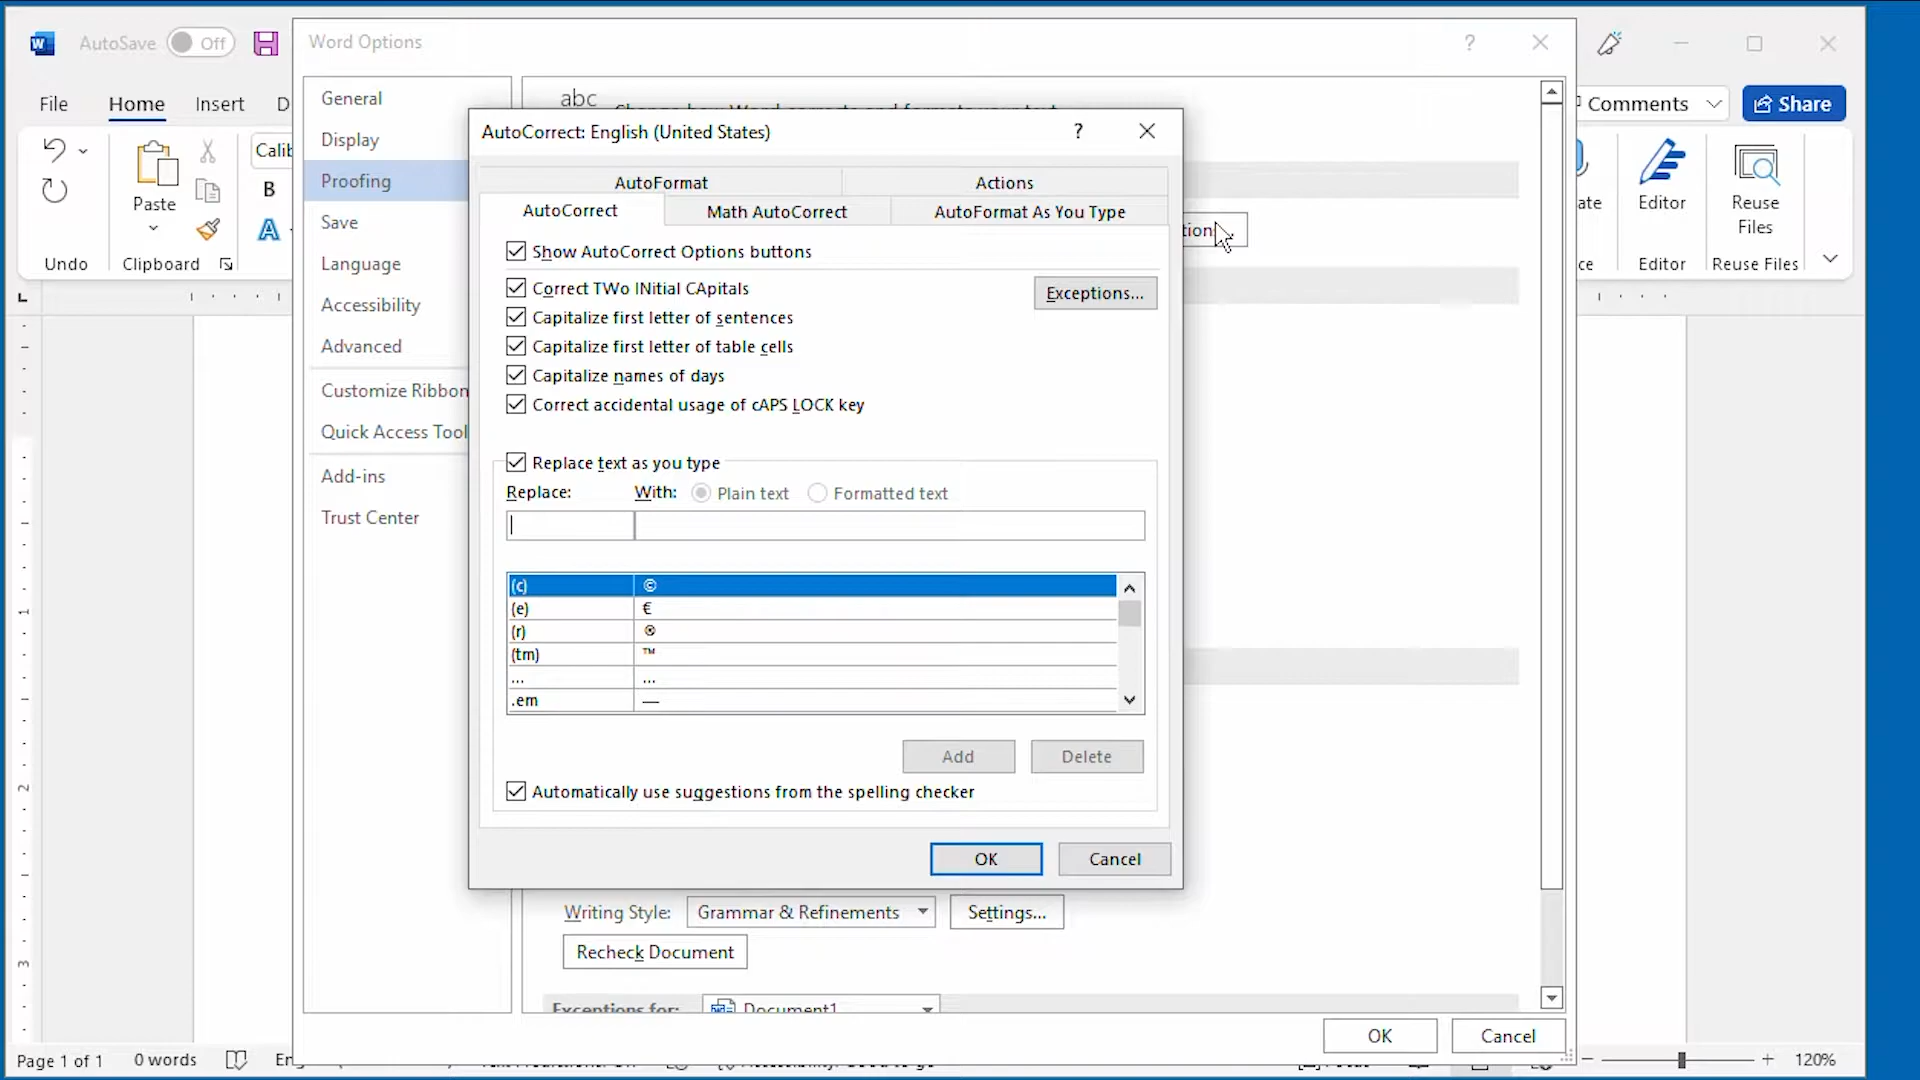 AutoSave Off
Word Options
File Home Insert D
Comments Share
Undo
Paste
Clipboard
Calib
B
A
Editor
Editor
Reuse
Files
Reuse Files
General
Display
Proofing
Save
Language
Accessibility
Advanced
Customize Ribbon
Quick Access Tool
Add-ins
Trust Center
abc
AutoCorrect: English (United States)
AutoFormat Actions
AutoCorrect Math AutoCorrect AutoFormat As You Type
Show AutoCorrect Options buttons
Correct TWo INitial CApitals
Exceptions...
Capitalize first letter of sentences
Capitalize first letter of table cells
Capitalize names of days
Correct accidental usage of cAPS LOCK key
Replace text as you type
Replace: With: Plain text Formatted text
(c) ©
(e) €
(r) ®
(tm) ™
... ...
.em —
Add Delete
Automatically use suggestions from the spelling checker
OK Cancel
Writing Style: Grammar & Refinements Settings...
Recheck Document
Exceptions for: Document1
OK Cancel
1
2
3
Page 1 of 1 0 words
120%